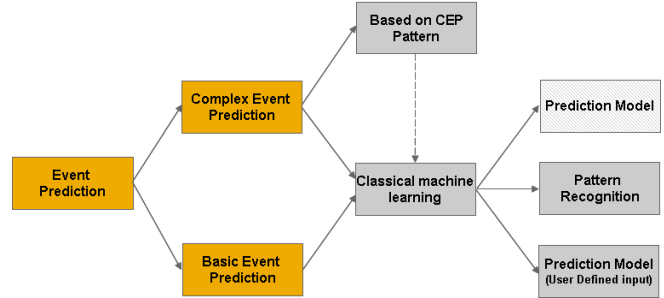 Based on CEP
Pattern
Complex Event
Prediction
Prediction Model
Event
Prediction
Classical machine
learning
Pattern
Recognition
Basic Event
Prediction
Prediction Model
(User Defined input)